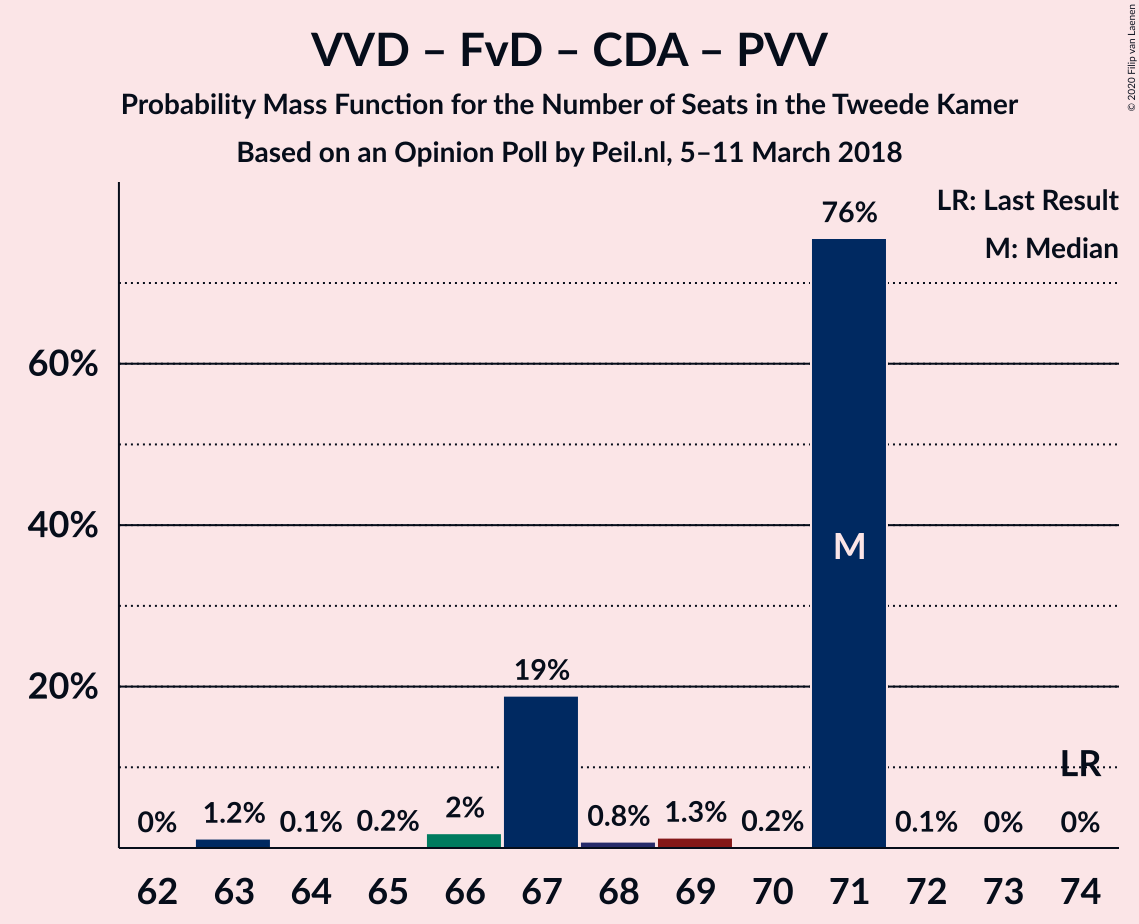 VVD – FvD – CDA – PVV
Probability Mass Function for the Number of Seats in the Tweede Kamer
Based on an Opinion Poll by Peil.nl, 5–11 March 2018
© 2020 Filip van Laenen
LR: Last Result
M: Median
60%
40%
20%
0%
1.2%
0.1%
0.2%
2%
19%
0.8%
1.3%
0.2%
76%
0.1%
0%
0%
M
LR
62 63 64 65 66 67 68 69 70 71 72 73 74